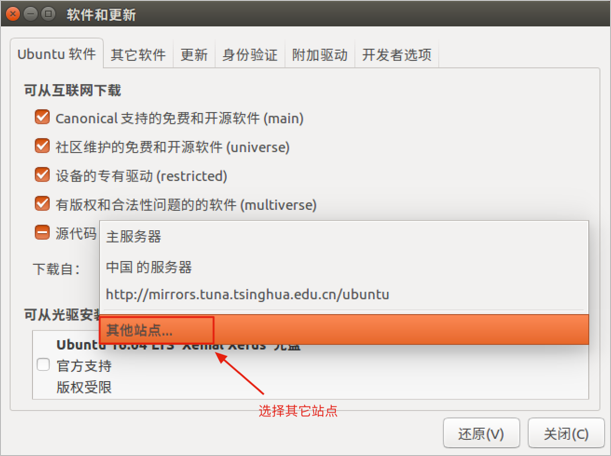 软件和更新
Ubuntu 软件 其它软件 更新 身份验证 附加驱动 开发者选项
可从互联网下载
Canonical 支持的免费和开源软件 (main)
社区维护的免费和开源软件 (universe)
设备的专有驱动 (restricted)
有版权和合法性问题的的软件 (multiverse)
源代码
下载自：
主服务器
中国 的服务器
http://mirrors.tuna.tsinghua.edu.cn/ubuntu
其他站点...
可从光驱安装
Ubuntu 16.04 LTS 'Xenial Xerus' 光盘
官方支持
版权受限
选择其它站点
还原(V) 关闭(C)